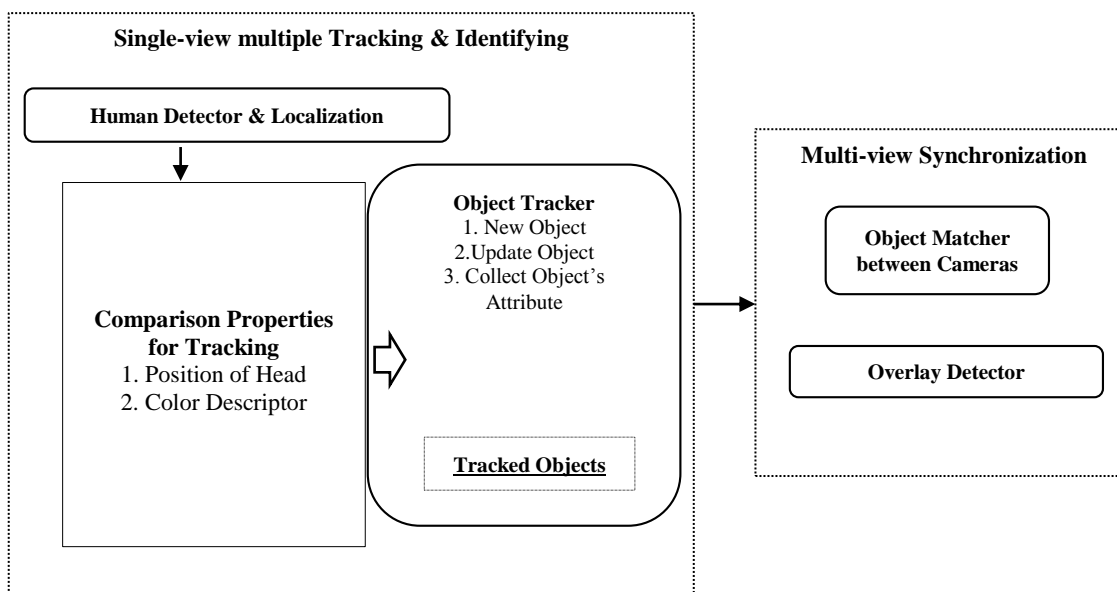 Single-view multiple Tracking & Identifying
Human Detector & Localization
Comparison Properties
for Tracking
1. Position of Head
2. Color Descriptor
Object Tracker
1. New Object
2.Update Object
3. Collect Object’s
Attribute
Tracked Objects
Multi-view Synchronization
Object Matcher
between Cameras
Overlay Detector